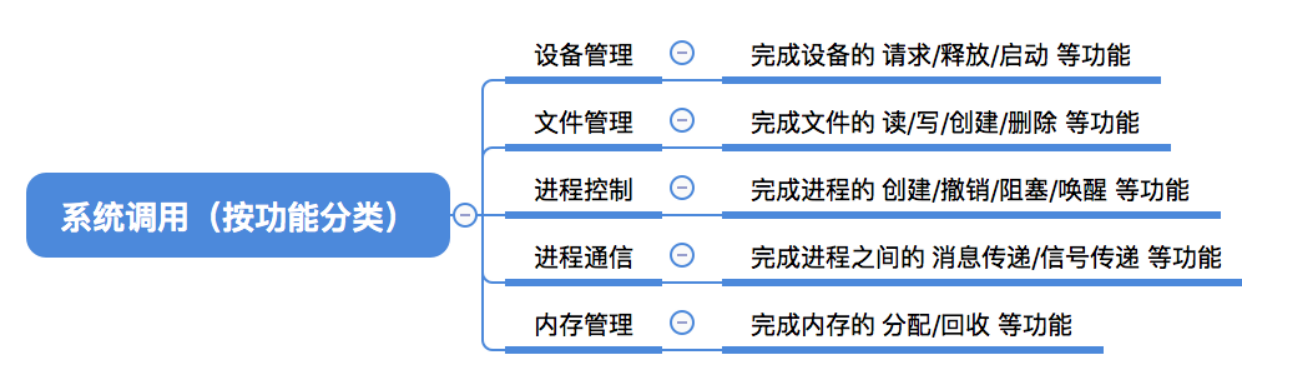 系统调用（按功能分类）
设备管理 完成设备的 请求/释放/启动 等功能
文件管理 完成文件的 读/写/创建/删除 等功能
进程控制 完成进程的 创建/撤销/阻塞/唤醒 等功能
进程通信 完成进程之间的 消息传递/信号传递 等功能
内存管理 完成内存的 分配/回收 等功能